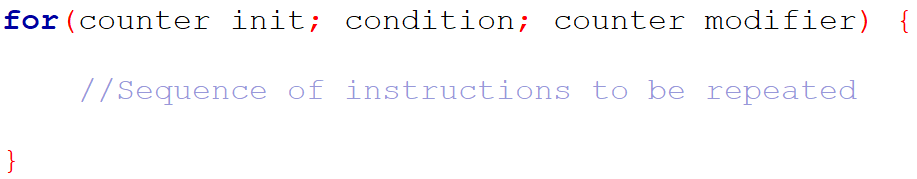 for(counter init; condition; counter modifier) {
//Sequence of instructions to be repeated
}